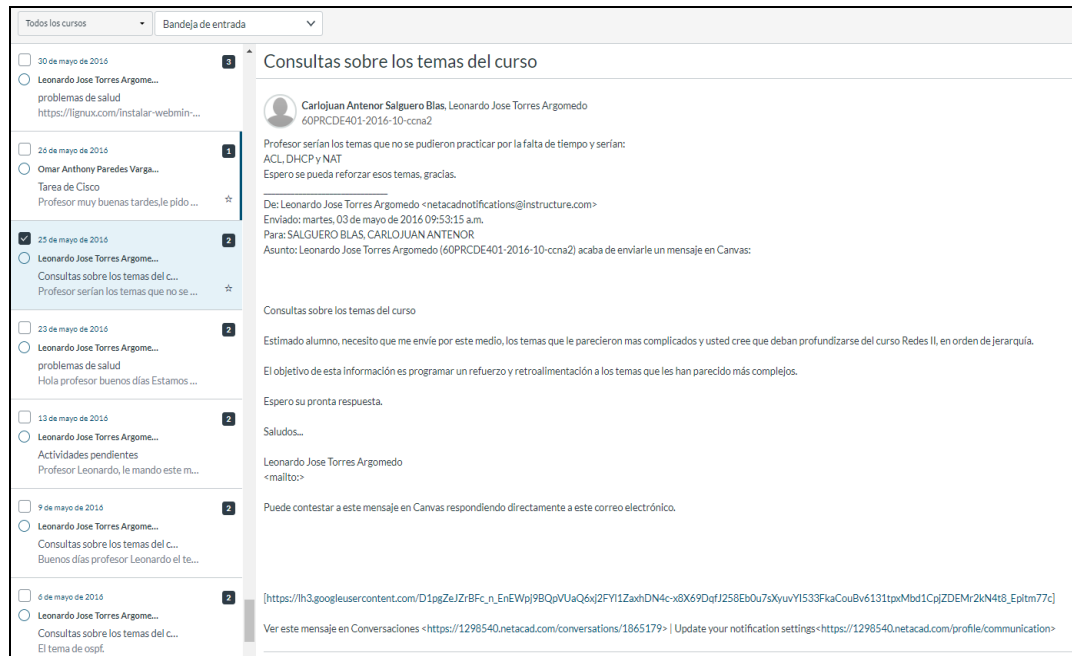 Todos los cursos
Bandeja de entrada
30 de mayo de 2016
3
Leonardo Jose Torres Argome...
problemas de salud
https://lignux.com/instalar-webmin-...
26 de mayo de 2016
1
Omar Anthony Paredes Varga...
Tarea de Cisco
Profesor muy buenas tardes,le pido ...
25 de mayo de 2016
2
Leonardo Jose Torres Argome...
Consultas sobre los temas del c...
Profesor serían los temas que no se ...
23 de mayo de 2016
2
Leonardo Jose Torres Argome...
problemas de salud
Hola profesor buenos días Estamos ...
13 de mayo de 2016
2
Leonardo Jose Torres Argome...
Actividades pendientes
Profesor Leonardo, le mando este m...
9 de mayo de 2016
2
Leonardo Jose Torres Argome...
Consultas sobre los temas del c...
Buenos días profesor Leonardo el te...
6 de mayo de 2016
2
Leonardo Jose Torres Argome...
Consultas sobre los temas del c...
El tema de ospf.
Consultas sobre los temas del curso
Carlojuan Antenor Salguero Blas, Leonardo Jose Torres Argomedo
60PRCDE401-2016-10-ccna2
Profesor serían los temas que no se pudieron practicar por la falta de tiempo y serían:
ACL, DHCP y NAT
Espero se pueda reforzar esos temas, gracias.
De: Leonardo Jose Torres Argomedo <netacadnotifications@instructure.com>
Enviado: martes, 03 de mayo de 2016 09:53:15 a.m.
Para: SALGUERO BLAS, CARLOJUAN ANTENOR
Asunto: Leonardo Jose Torres Argomedo (60PRCDE401-2016-10-ccna2) acaba de enviarle un mensaje en Canvas:
Consultas sobre los temas del curso
Estimado alumno, necesito que me envíe por este medio, los temas que le parecieron mas complicados y usted cree que deban profundizarse del curso Redes II, en orden de jerarquía.
El objetivo de esta información es programar un refuerzo y retroalimentación a los temas que les han parecido más complejos.
Espero su pronta respuesta.
Saludos...
Leonardo Jose Torres Argomedo
<mailto:>
Puede contestar a este mensaje en Canvas respondiendo directamente a este correo electrónico.
[https://lh3.googleusercontent.com/D1pgZeJZrBFc_n_EnEWpj9BQpVUaQ6xj2FYI1ZaxhDN4c-x8X69DqfJ258Eb0u7sXyuvYI533FkaCouBv6131tpxMbd1CpjZDEMr2kN4t8_Epitm77c]
Ver este mensaje en Conversaciones <https://1298540.netacad.com/conversations/1865179> | Update your notification settings<https://1298540.netacad.com/profile/communication>